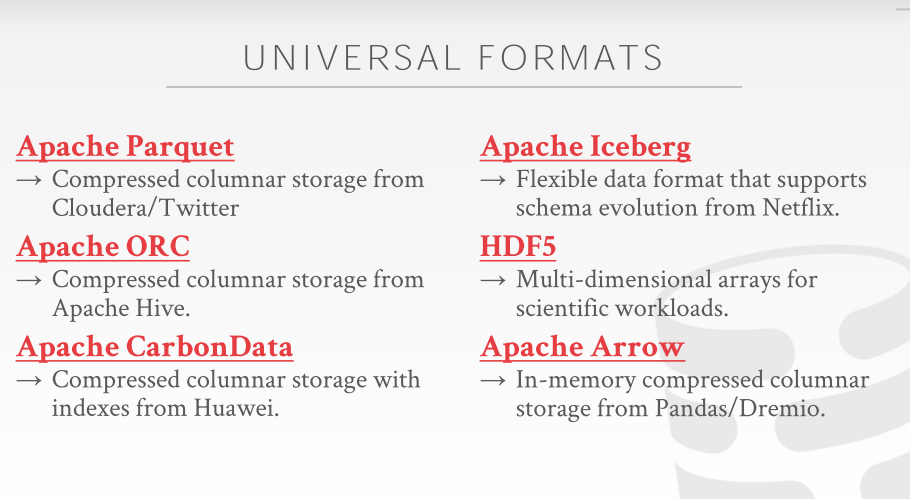 UNIVERSAL FORMATS
Apache Parquet
→ Compressed columnar storage from
Cloudera/Twitter
Apache ORC
→ Compressed columnar storage from
Apache Hive.
Apache CarbonData
→ Compressed columnar storage with
indexes from Huawei.
Apache Iceberg
→ Flexible data format that supports
schema evolution from Netflix.
HDF5
→ Multi-dimensional arrays for
scientific workloads.
Apache Arrow
→ In-memory compressed columnar
storage from Pandas/Dremio.